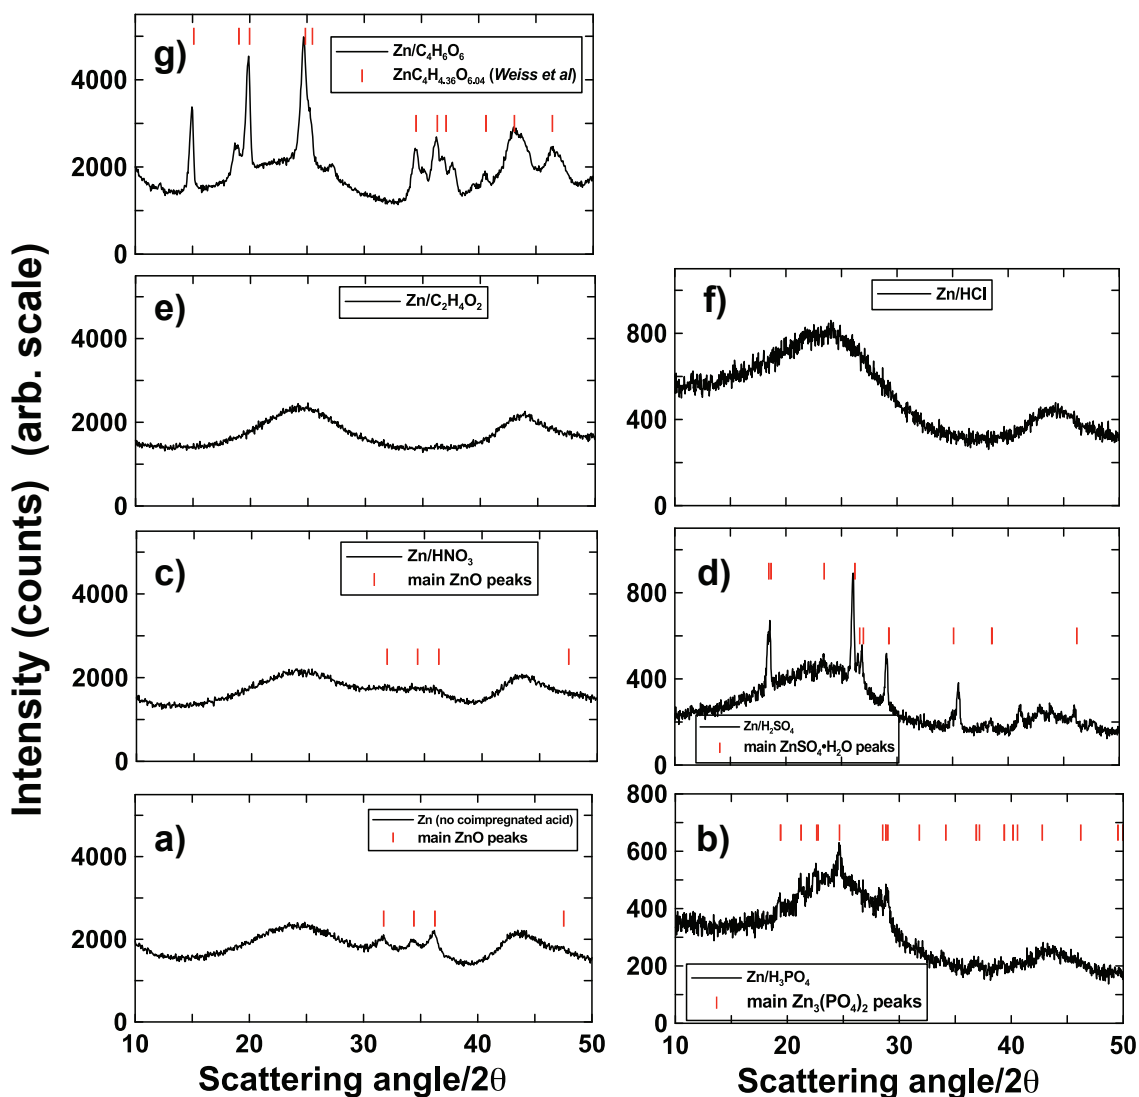 Intensity (counts)  (arb. scale)
g)
Zn/C₄H₆O₆
ZnC₄H₄.₃₆O₆.₀₄ (Weiss et al)
4000
2000
0
e)
Zn/C₂H₄O₂
4000
2000
0
f)
Zn/HCl
800
400
0
c)
Zn/HNO₃
main ZnO peaks
4000
2000
0
d)
Zn/H₂SO₄
main ZnSO₄•H₂O peaks
800
400
0
a)
Zn (no coimpregnated acid)
main ZnO peaks
4000
2000
0
10 20 30 40 50
Scattering angle/2θ
b)
Zn/H₃PO₄
main Zn₃(PO₄)₂ peaks
800
600
400
200
0
10 20 30 40 50
Scattering angle/2θ